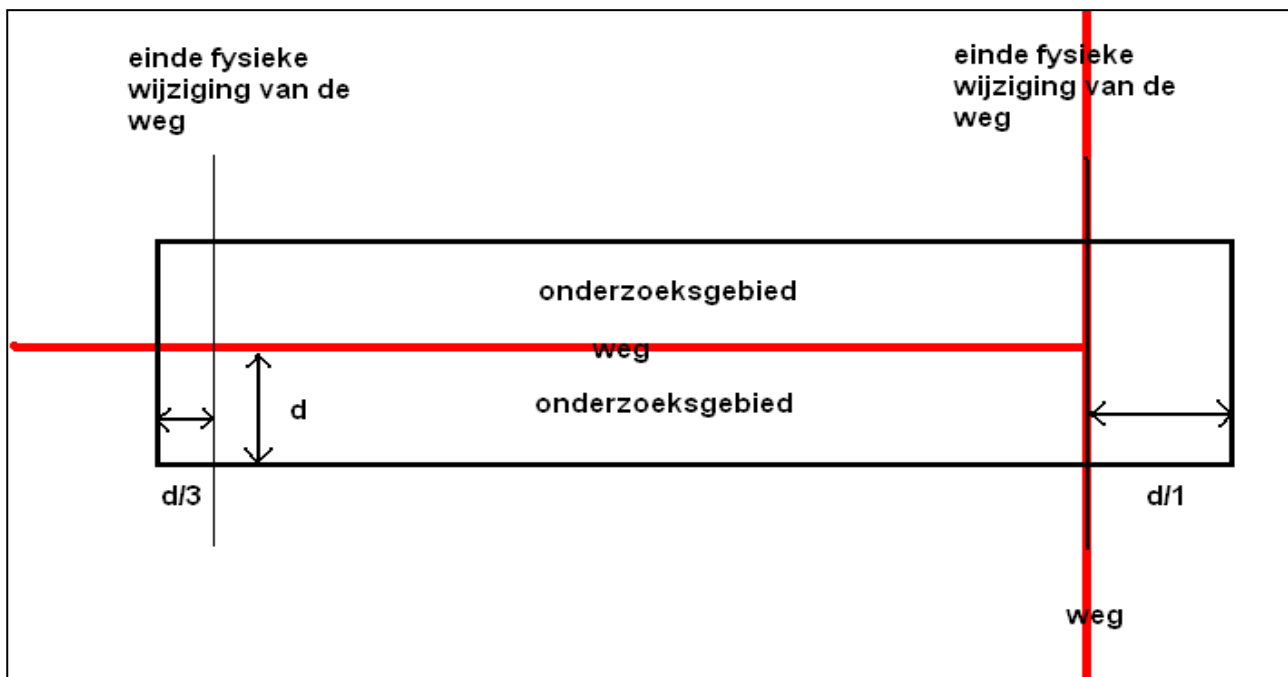 einde fysieke
wijziging van de
weg
einde fysieke
wijziging van de
weg
onderzoeksgebied
weg
onderzoeksgebied
d
d/3
d/1
weg